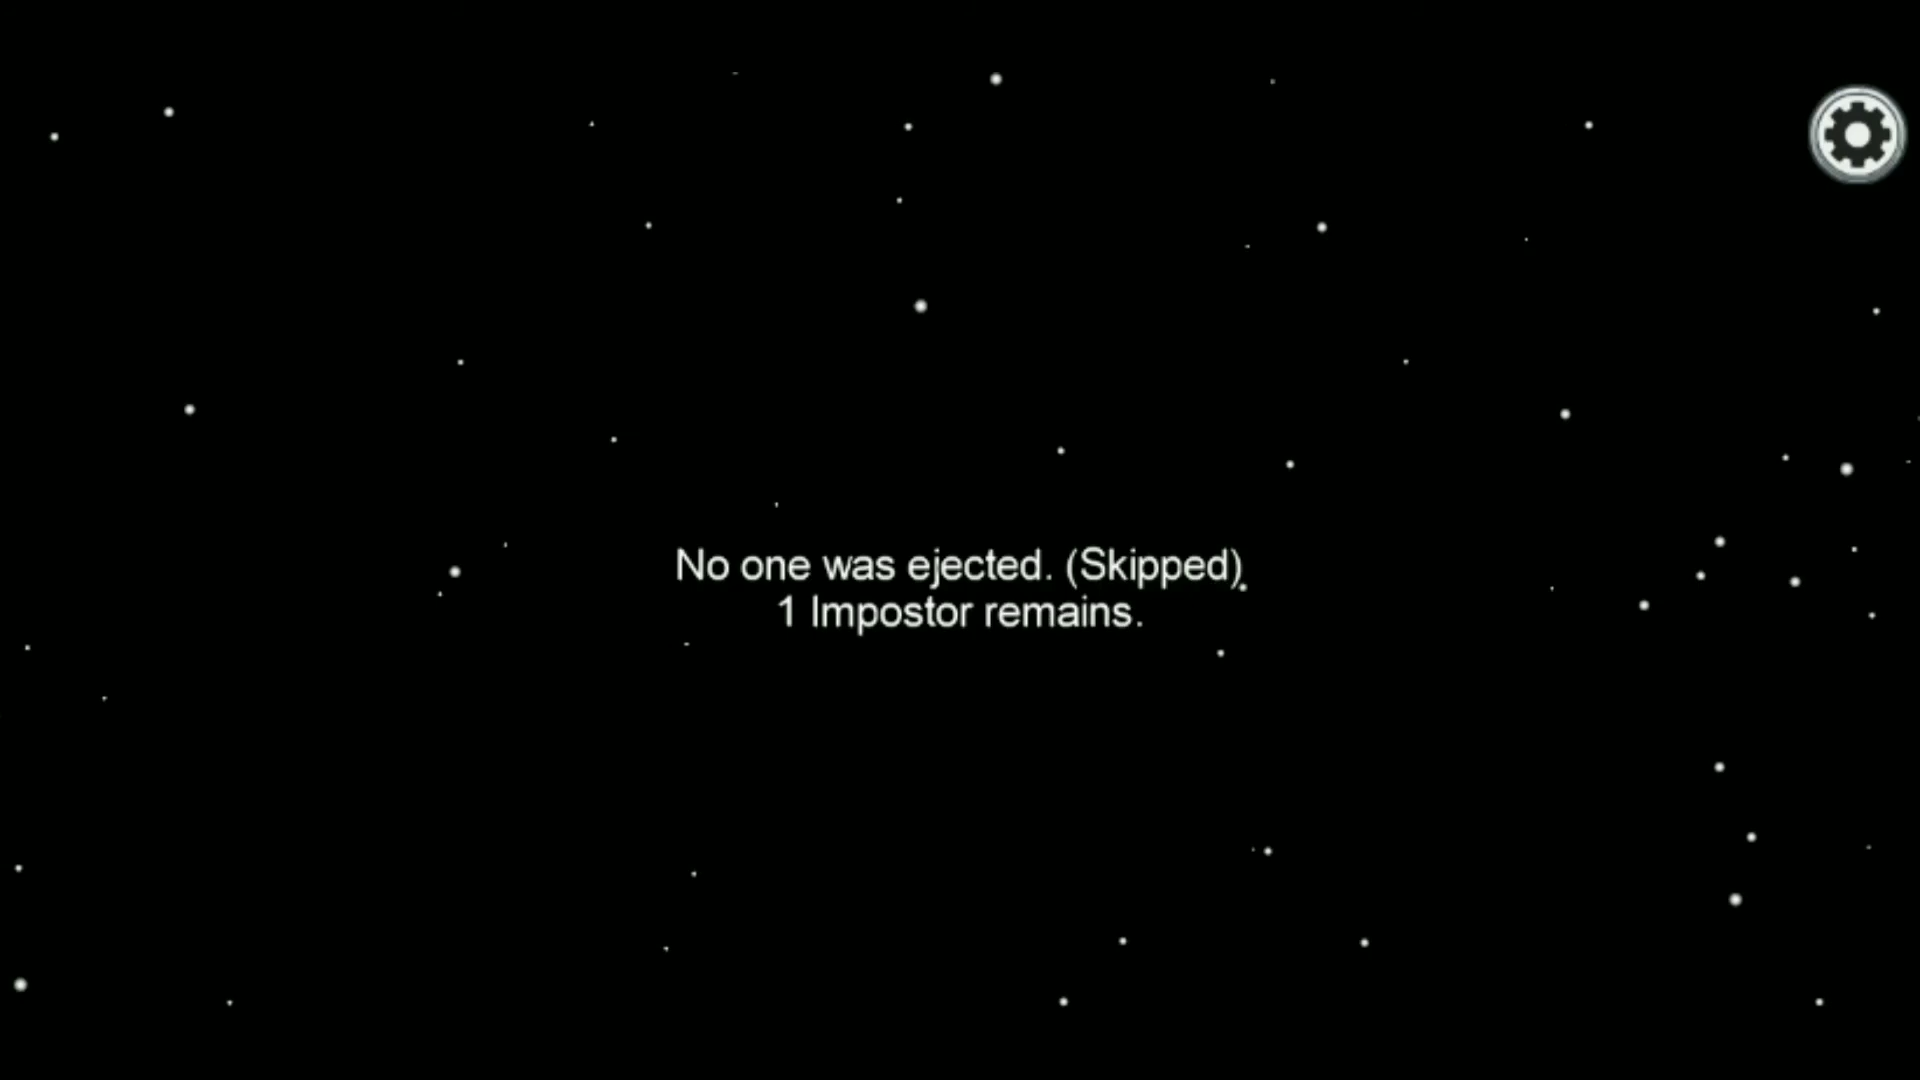 No one was ejected. (Skipped)
1 Impostor remains.